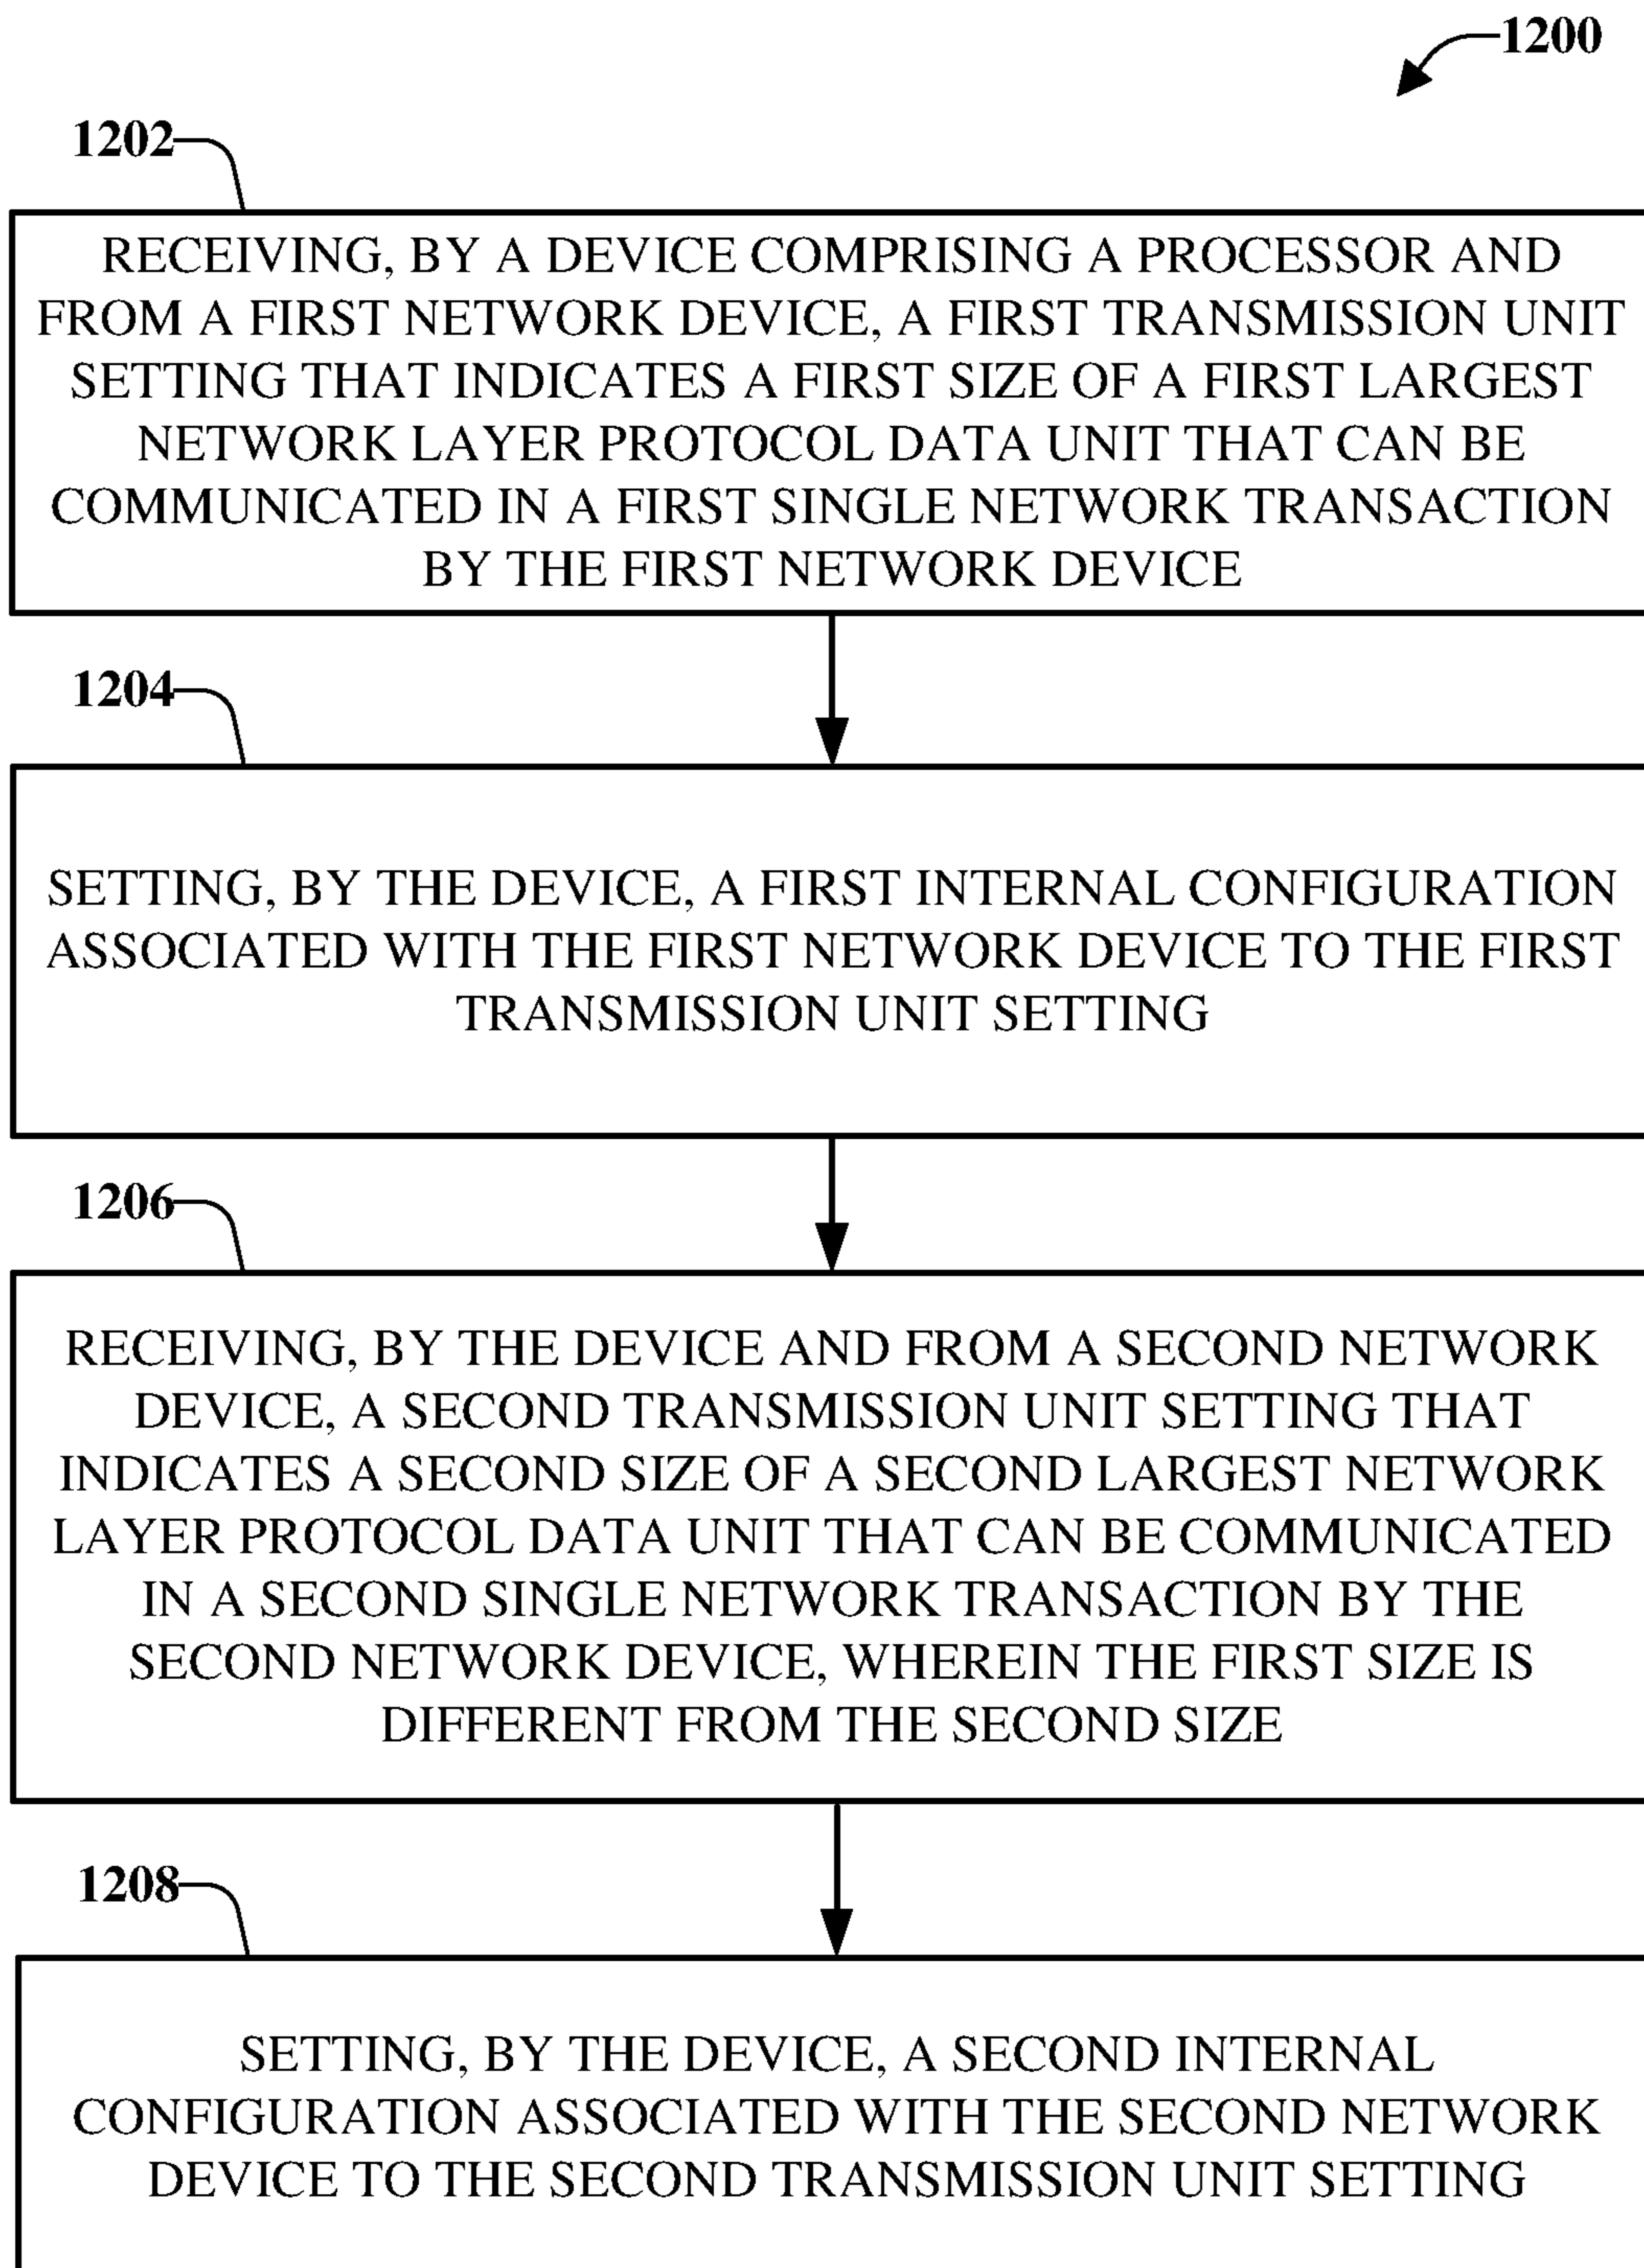 1200
1202
RECEIVING, BY A DEVICE COMPRISING A PROCESSOR AND
FROM A FIRST NETWORK DEVICE, A FIRST TRANSMISSION UNIT
SETTING THAT INDICATES A FIRST SIZE OF A FIRST LARGEST
NETWORK LAYER PROTOCOL DATA UNIT THAT CAN BE
COMMUNICATED IN A FIRST SINGLE NETWORK TRANSACTION
BY THE FIRST NETWORK DEVICE
1204
SETTING, BY THE DEVICE, A FIRST INTERNAL CONFIGURATION
ASSOCIATED WITH THE FIRST NETWORK DEVICE TO THE FIRST
TRANSMISSION UNIT SETTING
1206
RECEIVING, BY THE DEVICE AND FROM A SECOND NETWORK
DEVICE, A SECOND TRANSMISSION UNIT SETTING THAT
INDICATES A SECOND SIZE OF A SECOND LARGEST NETWORK
LAYER PROTOCOL DATA UNIT THAT CAN BE COMMUNICATED
IN A SECOND SINGLE NETWORK TRANSACTION BY THE
SECOND NETWORK DEVICE, WHEREIN THE FIRST SIZE IS
DIFFERENT FROM THE SECOND SIZE
1208
SETTING, BY THE DEVICE, A SECOND INTERNAL
CONFIGURATION ASSOCIATED WITH THE SECOND NETWORK
DEVICE TO THE SECOND TRANSMISSION UNIT SETTING